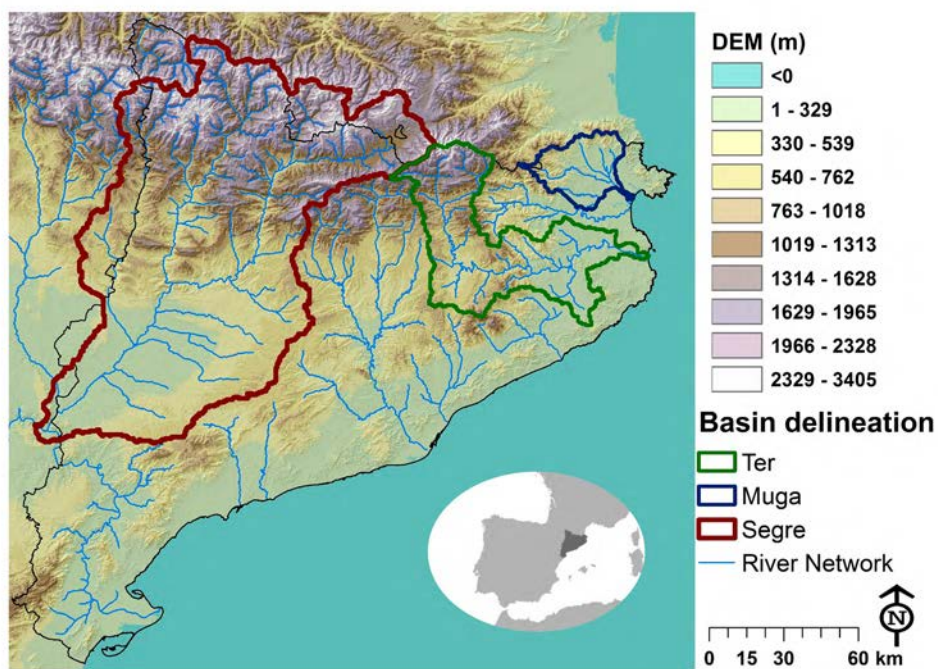 DEM (m)
<0
1 - 329
330 - 539
540 - 762
763 - 1018
1019 - 1313
1314 - 1628
1629 - 1965
1966 - 2328
2329 - 3405
Basin delineation
Ter
Muga
Segre
River Network
N
0 15 30 60 km